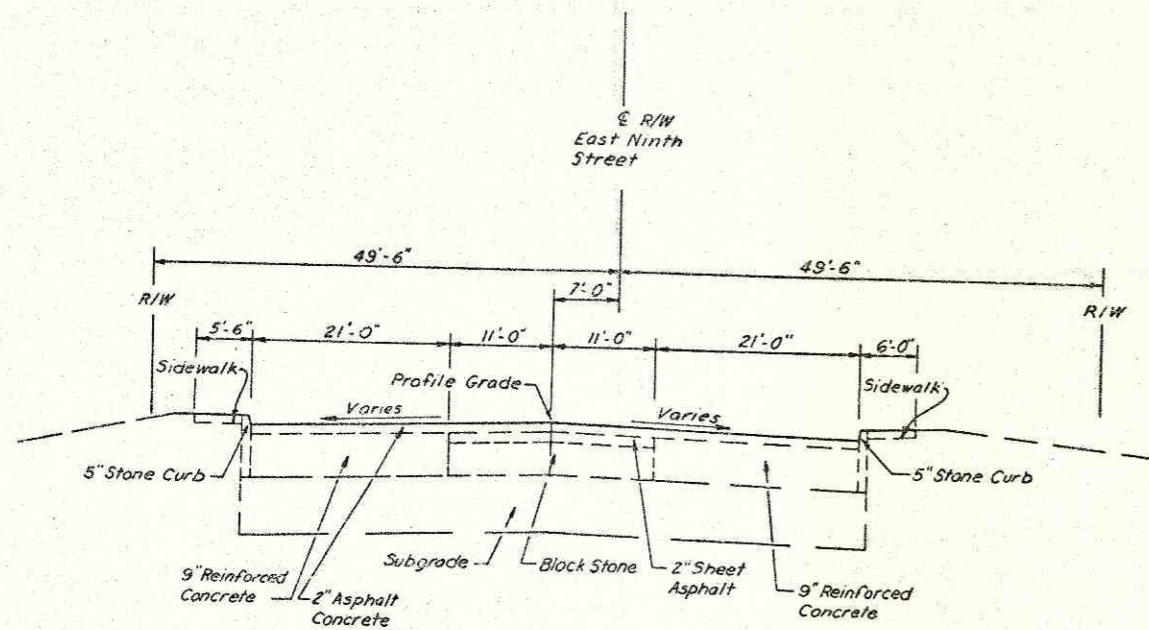 ℄ R/W
East Ninth
Street
49'-6"
49'-6"
7'-0"
R/W
R/W
5'-6"
21'-0"
11'-0"
11'-0"
21'-0"
6'-0"
Sidewalk
Profile Grade
Sidewalk
Varies
Varies
5" Stone Curb
5" Stone Curb
Subgrade
Block Stone
2" Sheet
Asphalt
9" Reinforced
Concrete
2" Asphalt
Concrete
9" Reinforced
Concrete